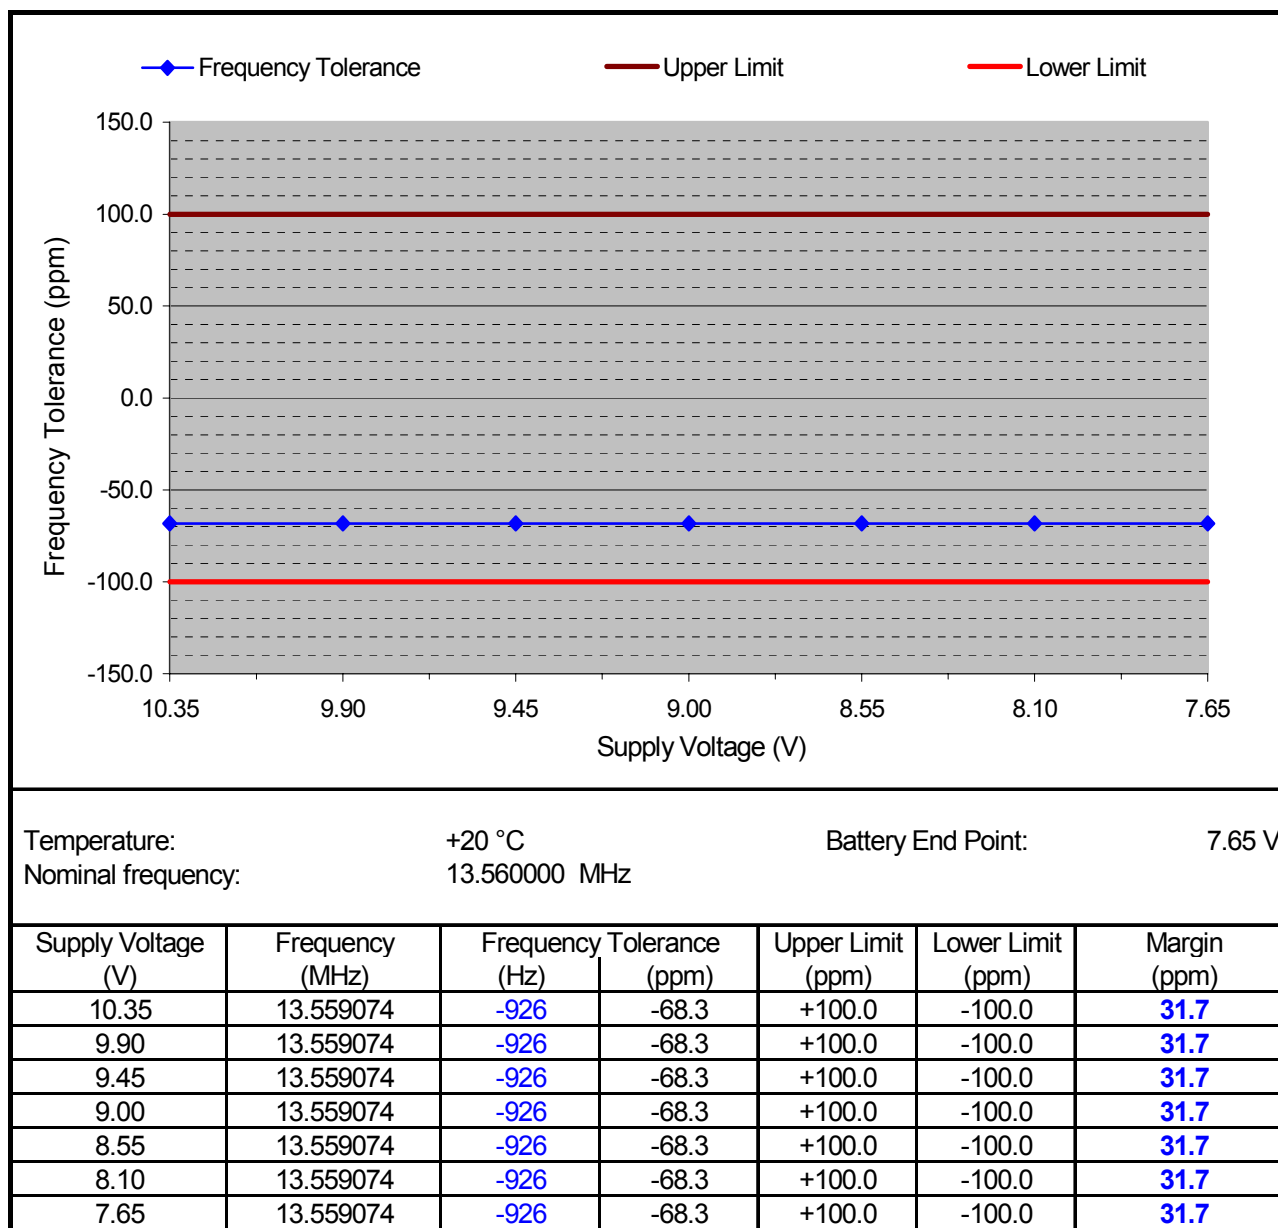 Frequency Tolerance Upper Limit Lower Limit
150.0
100.0
50.0
0.0
-50.0
-100.0
-150.0
Frequency Tolerance (ppm)
10.35 9.90 9.45 9.00 8.55 8.10 7.65
Supply Voltage (V)
Temperature: +20 °C Battery End Point: 7.65 V
Nominal frequency: 13.560000 MHz
Supply Voltage Frequency Frequency Tolerance Upper Limit Lower Limit Margin
(V) (MHz) (Hz) (ppm) (ppm) (ppm) (ppm)
10.35 13.559074 -926 -68.3 +100.0 -100.0 31.7
9.90 13.559074 -926 -68.3 +100.0 -100.0 31.7
9.45 13.559074 -926 -68.3 +100.0 -100.0 31.7
9.00 13.559074 -926 -68.3 +100.0 -100.0 31.7
8.55 13.559074 -926 -68.3 +100.0 -100.0 31.7
8.10 13.559074 -926 -68.3 +100.0 -100.0 31.7
7.65 13.559074 -926 -68.3 +100.0 -100.0 31.7